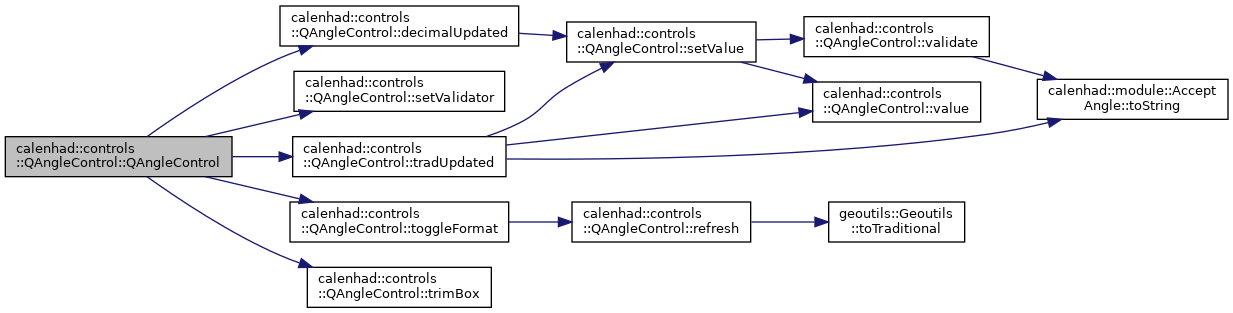 calenhad::controls
::QAngleControl::QAngleControl
calenhad::controls
::QAngleControl::decimalUpdated
calenhad::controls
::QAngleControl::setValidator
calenhad::controls
::QAngleControl::tradUpdated
calenhad::controls
::QAngleControl::toggleFormat
calenhad::controls
::QAngleControl::trimBox
calenhad::controls
::QAngleControl::setValue
calenhad::controls
::QAngleControl::refresh
calenhad::controls
::QAngleControl::validate
calenhad::controls
::QAngleControl::value
geoutils::Geoutils
::toTraditional
calenhad::module::Accept
Angle::toString